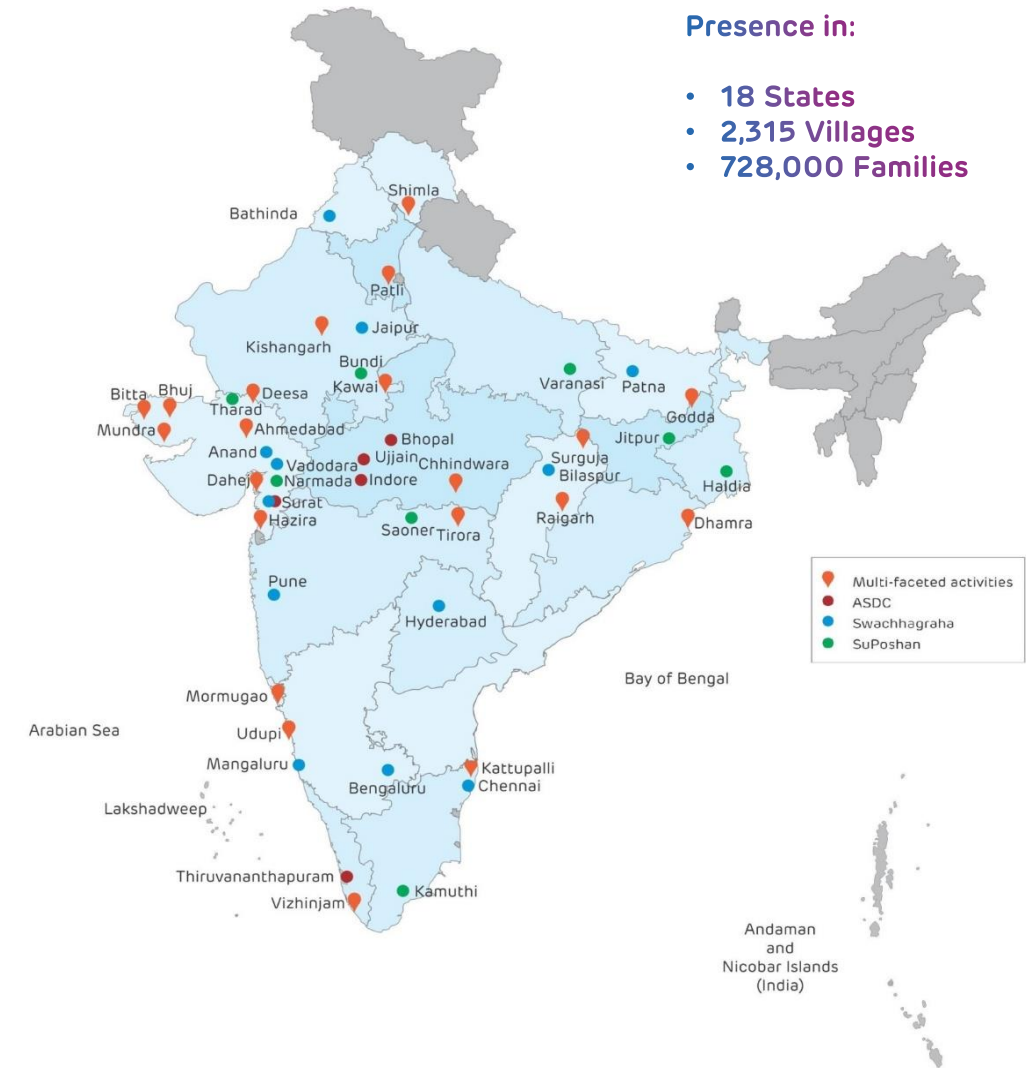 Presence in:
• 18 States
• 2,315 Villages
• 728,000 Families
Shimla
Bathinda
Patli
Jaipur
Kishangarh
Bundi
Kawai
Varanasi
Patna
Bitta
Bhuj
Deesa
Tharad
Godda
Mundra
Ahmedabad
Jitpur
Bhopal
Anand
Ujjain
Surguja
Vadodara
Chhindwara
Bilaspur
Dahej
Narmada
Indore
Haldia
Surat
Raigarh
Hazira
Saoner
Tirora
Dhamra
Pune
Hyderabad
Multi-faceted activities
ASDC
Swachhagraha
SuPoshan
Bay of Bengal
Mormugao
Arabian Sea
Udupi
Mangaluru
Kattupalli
Bengaluru
Chennai
Lakshadweep
Thiruvananthapuram
Kamuthi
Vizhinjam
Andaman
and
Nicobar Islands
(India)